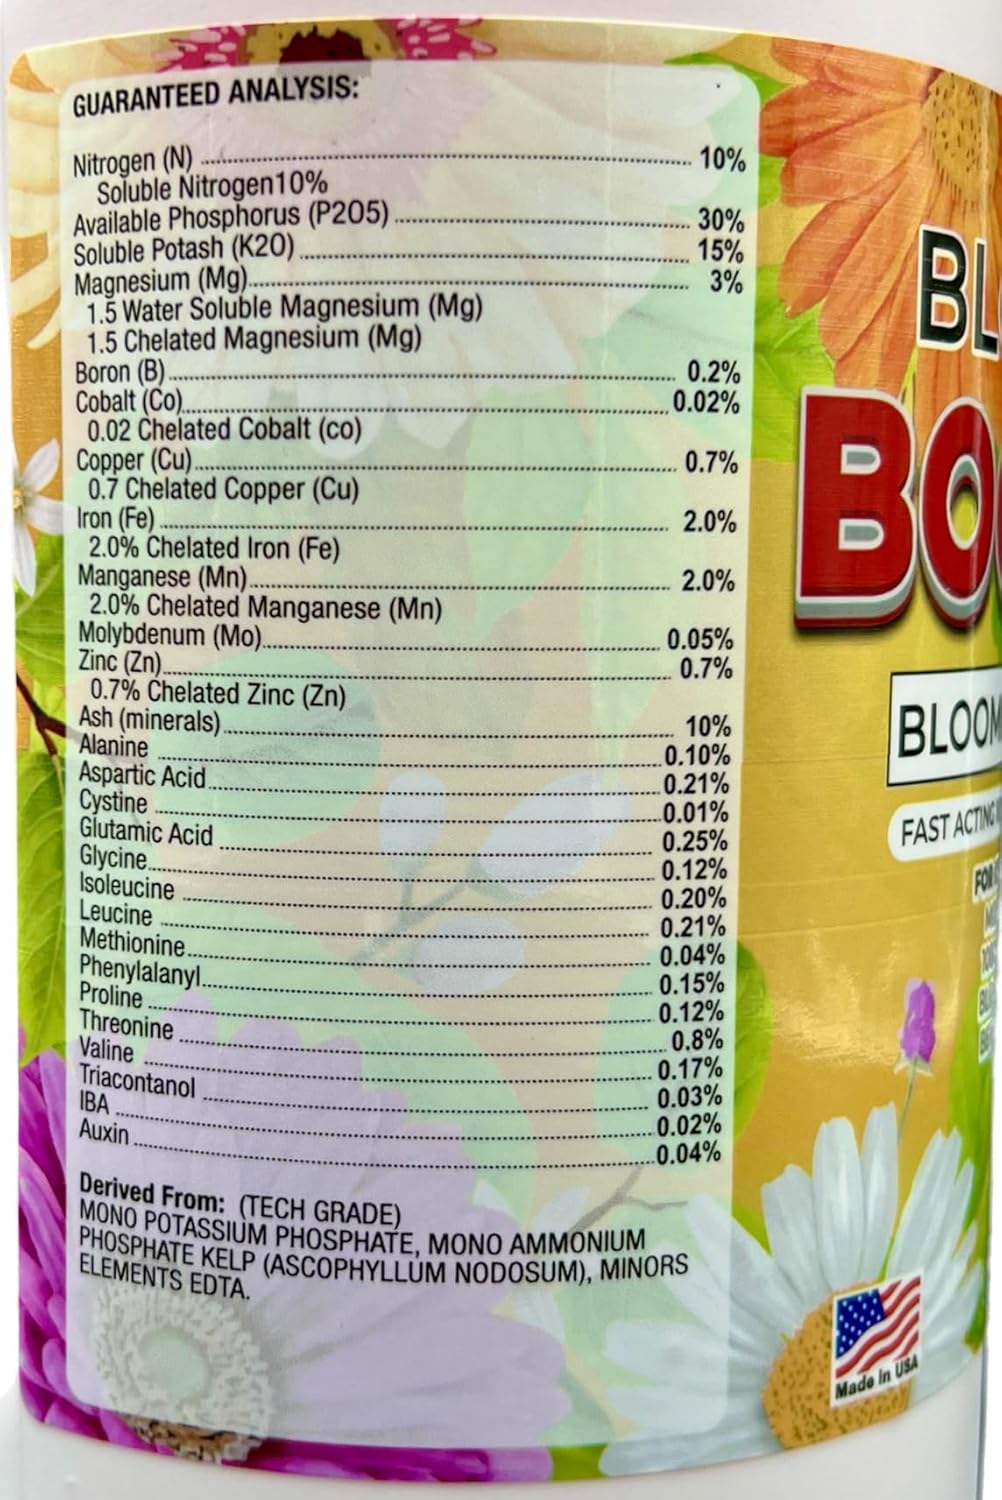 GUARANTEED ANALYSIS:
Nitrogen (N) 10%
Soluble Nitrogen10%
Available Phosphorus (P2O5) 30%
Soluble Potash (K2O) 15%
Magnesium (Mg) 3%
1.5 Water Soluble Magnesium (Mg)
1.5 Chelated Magnesium (Mg)
Boron (B) 0.2%
Cobalt (Co) 0.02%
0.02 Chelated Cobalt (co)
Copper (Cu) 0.7%
0.7 Chelated Copper (Cu)
Iron (Fe) 2.0%
2.0% Chelated Iron (Fe)
Manganese (Mn) 2.0%
2.0% Chelated Manganese (Mn)
Molybdenum (Mo) 0.05%
Zinc (Zn) 0.7%
0.7% Chelated Zinc (Zn)
Ash (minerals) 10%
Alanine 0.10%
Aspartic Acid 0.21%
Cystine 0.01%
Glutamic Acid 0.25%
Glycine 0.12%
Isoleucine 0.20%
Leucine 0.21%
Methionine 0.04%
Phenylalanyl 0.15%
Proline 0.12%
Threonine 0.8%
Valine 0.17%
Triacontanol 0.03%
IBA 0.02%
Auxin 0.04%
Derived From: (TECH GRADE)
MONO POTASSIUM PHOSPHATE, MONO AMMONIUM
PHOSPHATE KELP (ASCOPHYLLUM NODOSUM), MINORS
ELEMENTS EDTA.
BL
BO
BLOOM
FAST ACTING
FOR
Made in USA